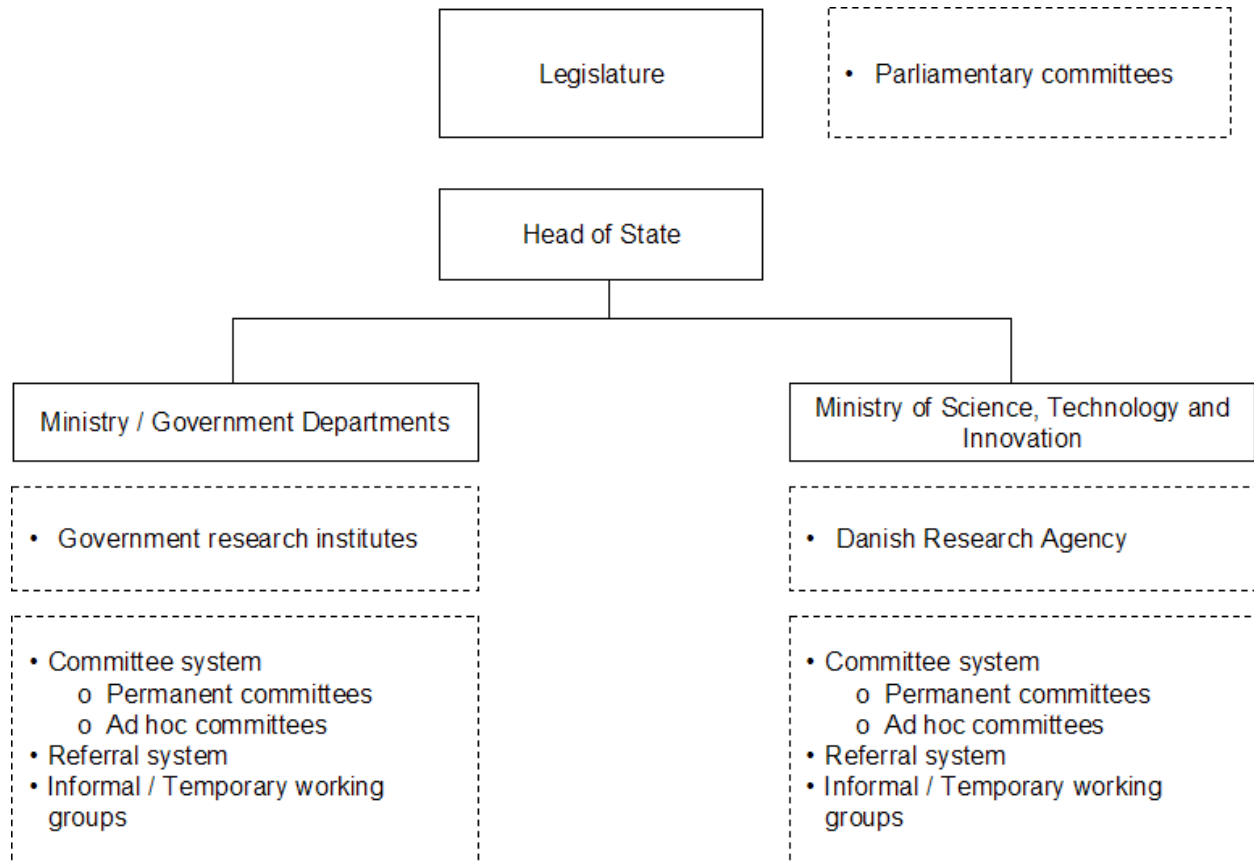 Legislature
• Parliamentary committees
Head of State
Ministry / Government Departments
Ministry of Science, Technology and
Innovation
• Government research institutes
• Danish Research Agency
• Committee system
o Permanent committees
o Ad hoc committees
• Referral system
• Informal / Temporary working
groups
• Committee system
o Permanent committees
o Ad hoc committees
• Referral system
• Informal / Temporary working
groups